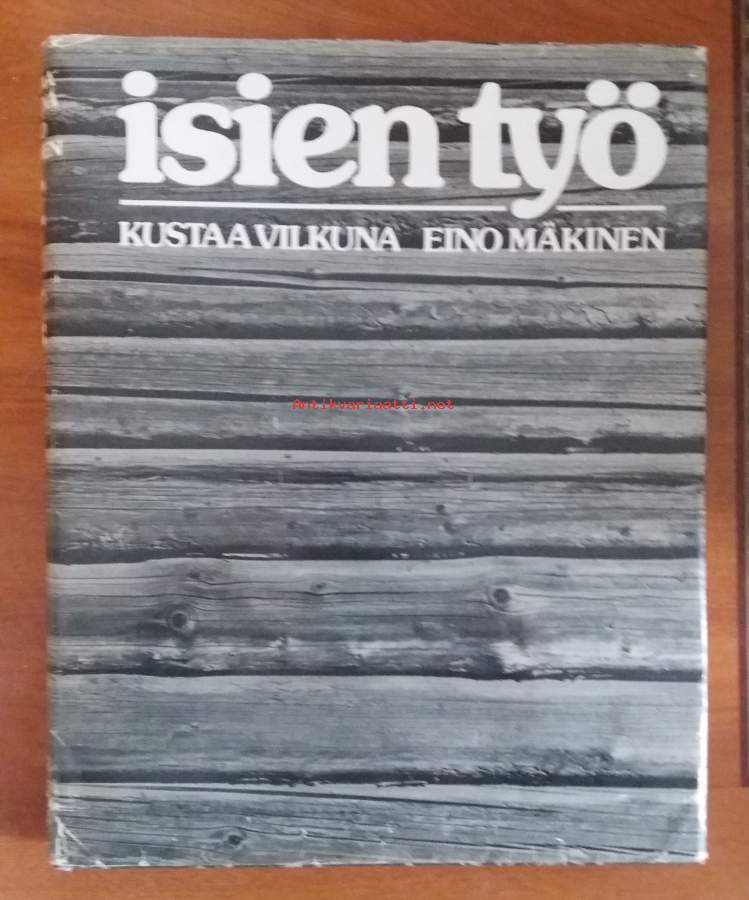 isien työ
KUSTAA VILKUNA EINO MÄKINEN
Antikvariaatti.net